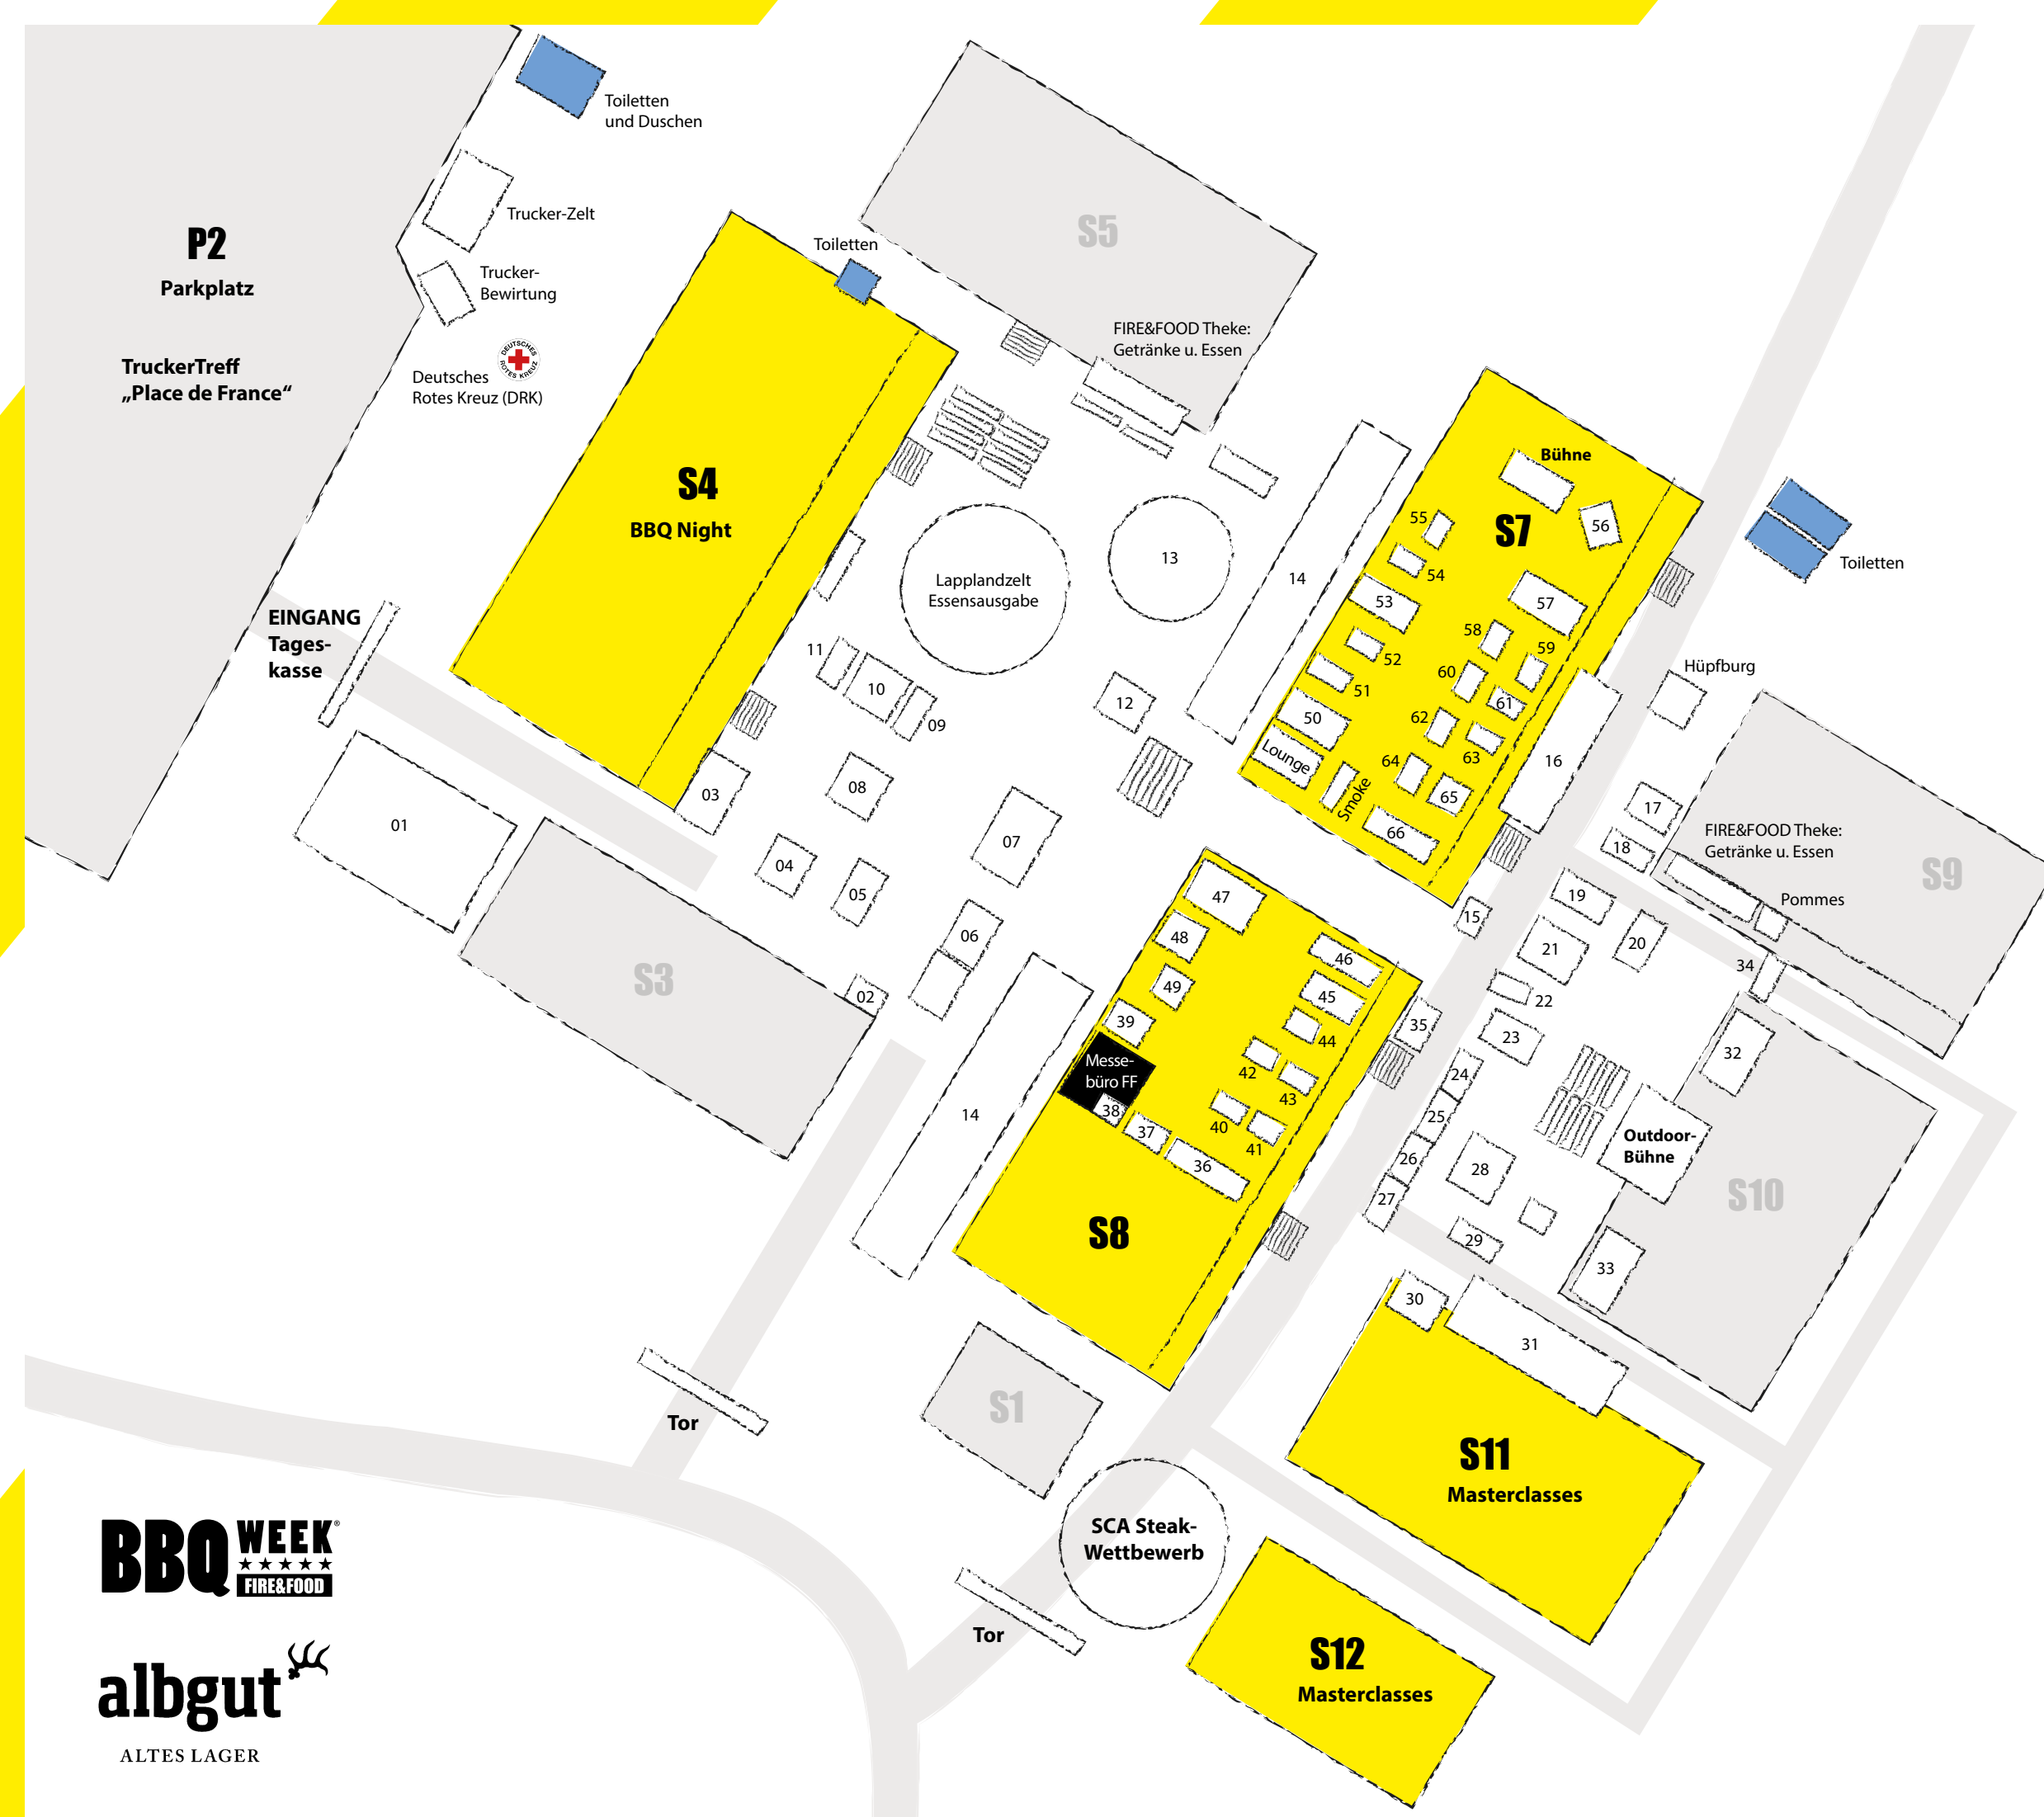 Toiletten
und Duschen
Trucker-Zelt
P2
Parkplatz
TruckerTreff
„Place de France“
Trucker-
Bewirtung
DEUTSCHES
ROTES KREUZ
Deutsches
Rotes Kreuz (DRK)
Toiletten
S5
FIRE&FOOD Theke:
Getränke u. Essen
S4
BBQ Night
Lapplandzelt
Essensausgabe
13
14
Bühne
S7
55
56
54
53
57
58
59
52
60
51
61
50
62
63
Lounge
64
Smoke
65
66
16
Toiletten
Hüpfburg
EINGANG
Tages-
kasse
11
10
09
12
01
03
08
04
05
07
06
02
S3
17
18
FIRE&FOOD Theke:
Getränke u. Essen
S9
Pommes
15
19
20
21
22
34
23
47
48
46
49
45
39
44
Messe-
büro FF
42
38
43
40
37
41
36
35
14
S8
24
25
26
27
28
29
32
Outdoor-
Bühne
S10
33
30
31
S1
Tor
S11
Masterclasses
SCA Steak-
Wettbewerb
Tor
S12
Masterclasses
BBQ WEEK®
FIRE&FOOD
albgut
ALTES LAGER